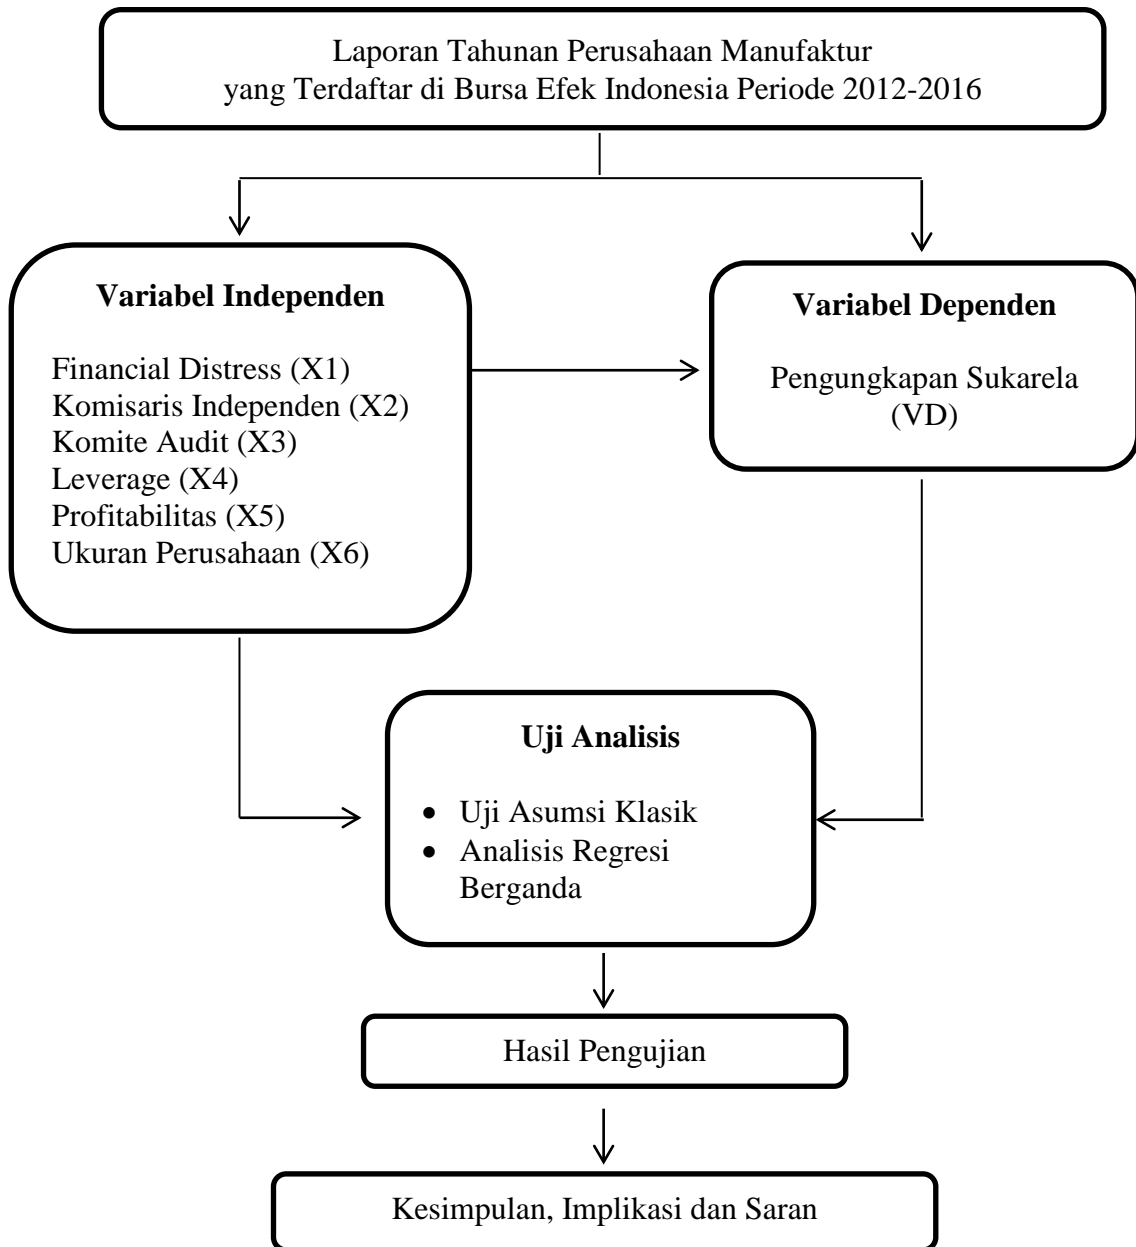 Laporan Tahunan Perusahaan Manufaktur
yang Terdaftar di Bursa Efek Indonesia Periode 2012-2016
Variabel Independen
Financial Distress (X1)
Komisaris Independen (X2)
Komite Audit (X3)
Leverage (X4)
Profitabilitas (X5)
Ukuran Perusahaan (X6)
Variabel Dependen
Pengungkapan Sukarela
(VD)
Uji Analisis
• Uji Asumsi Klasik
• Analisis Regresi
Berganda
Hasil Pengujian
Kesimpulan, Implikasi dan Saran